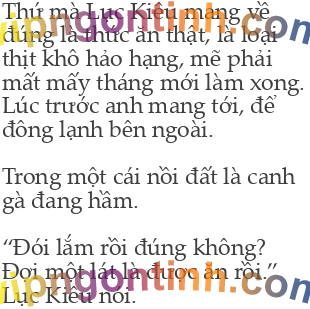 Thứ mà Lục Kiêu mang về
đúng là thức ăn thật, là loại
thịt khô hảo hạng, mẽ phải
mất mấy tháng mới làm xong.
Lúc trước anh mang tới, để
đông lạnh bên ngoài.
Trong một cái nồi đất là canh
gà đang hầm.
“Đói lắm rồi đúng không?
Đợi một lát là được ăn rồi.”
Lục Kiêu nói.
vipngontinh.com
vipngontinh.com